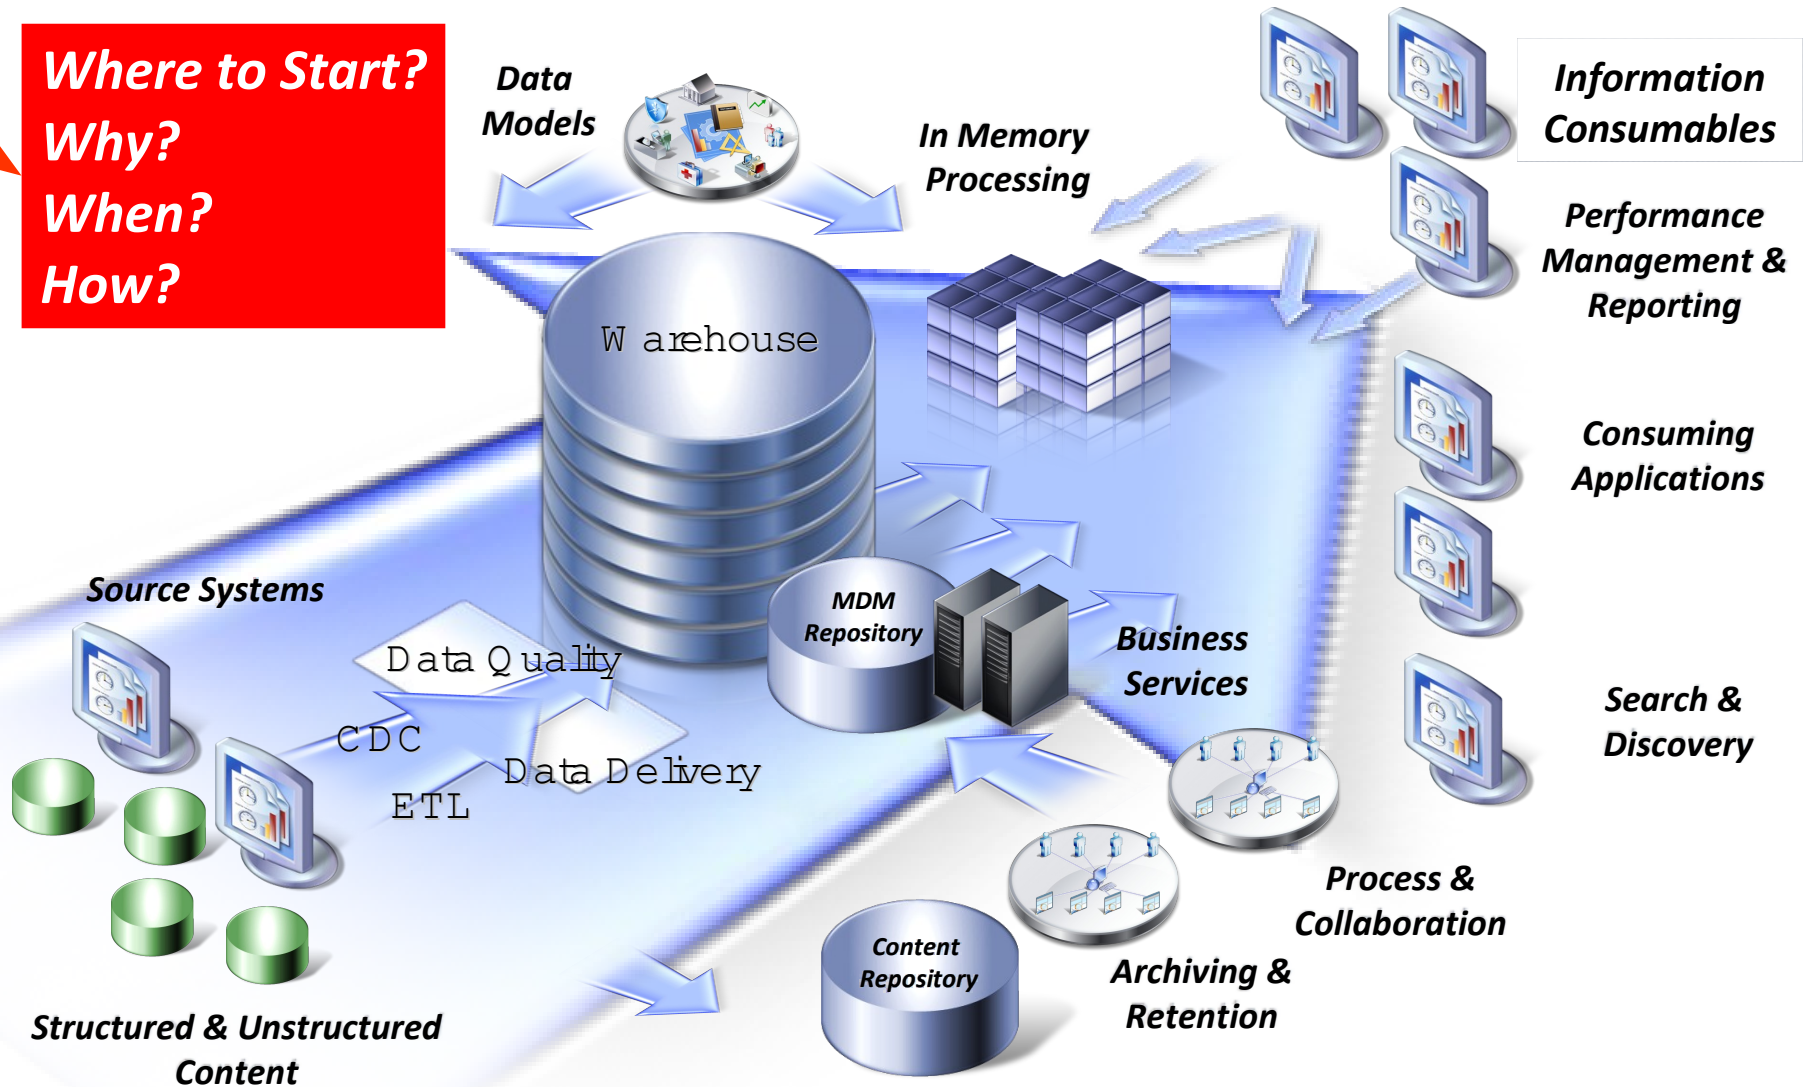 Where to Start?
Why?
When?
How?
Data
Models
In Memory
Processing
Information
Consumables
Performance
Management &
Reporting
Warehouse
Consuming
Applications
Source Systems
MDM
Repository
Business
Services
Data Quality
CDC
Data Delivery
ETL
Search &
Discovery
Process &
Collaboration
Content
Repository
Archiving &
Retention
Structured & Unstructured
Content